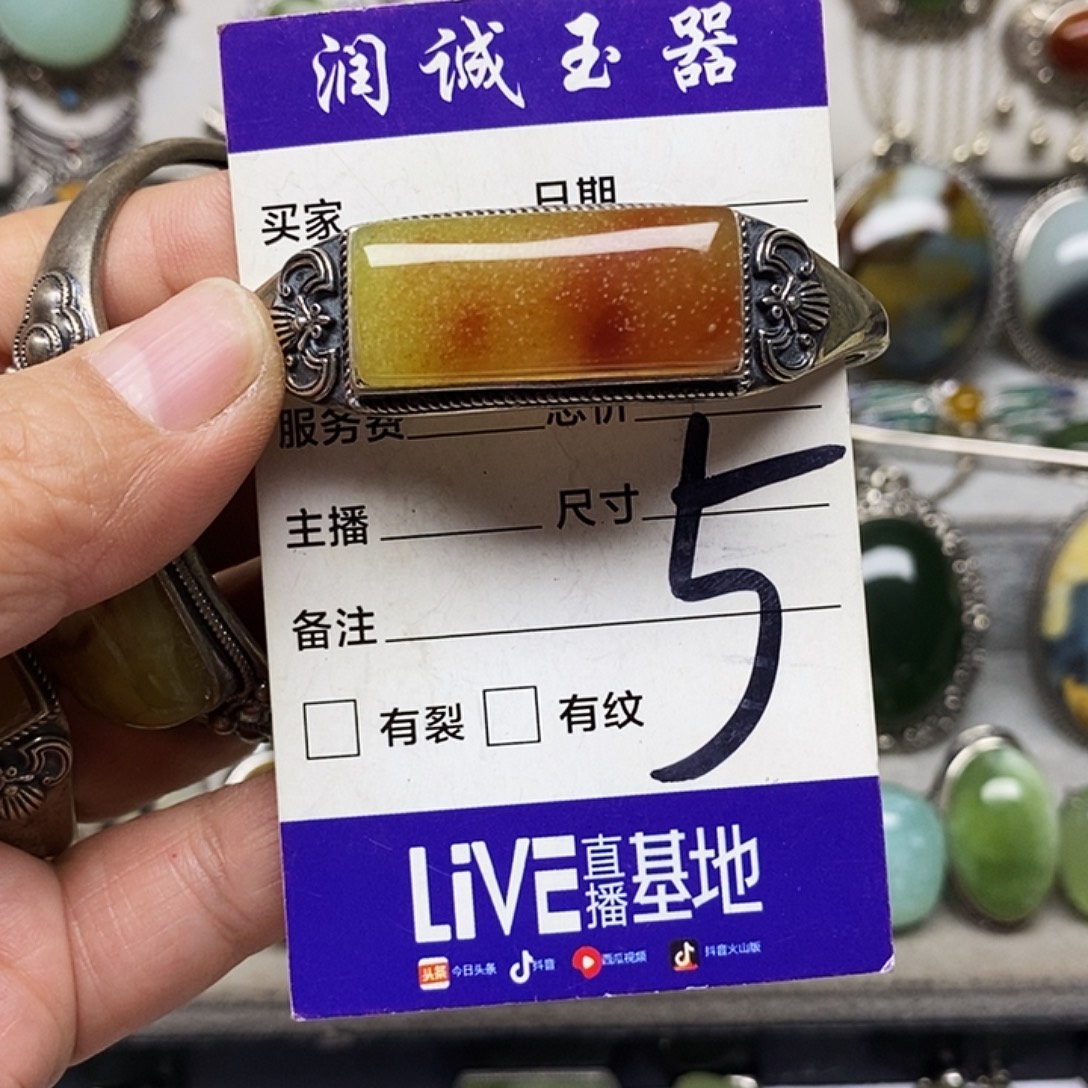 润诚玉器
买家 日期
服务费 总价
主播 尺寸
备注
5
有裂 有纹
LiVE直播基地
头条 今日头条 抖音 西瓜视频 抖音火山版